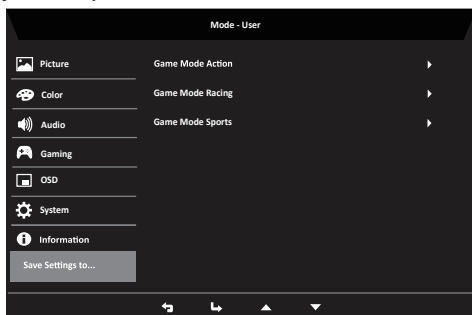 Mode - User
Picture
Color
Audio
Gaming
OSD
System
Information
Save Settings to...
Game Mode Action
Game Mode Racing
Game Mode Sports